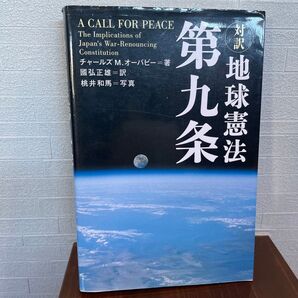 A CALL FOR PEACE
The Implications of
Japan's War-Renouncing
Constitution
チャールズ M.オーバビー=著
國弘正雄=訳
桃井和馬=写真
対訳 地球憲法
第九条